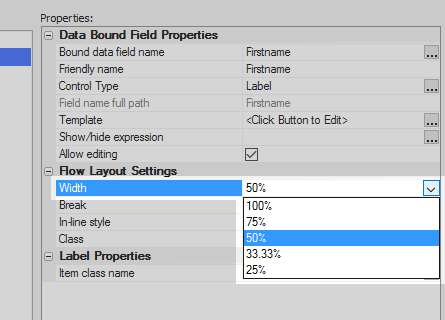 Properties:
Data Bound Field Properties
Bound data field name Firstname ...
Friendly name Firstname
Control Type Label ...
Field name full path Firstname
Template <Click Button to Edit> ...
Show/hide expression ...
Allow editing
Flow Layout Settings
Width 50%
Break 100%
In-line style 75%
Class 50%
Label Properties 33.33%
Item class name 25%